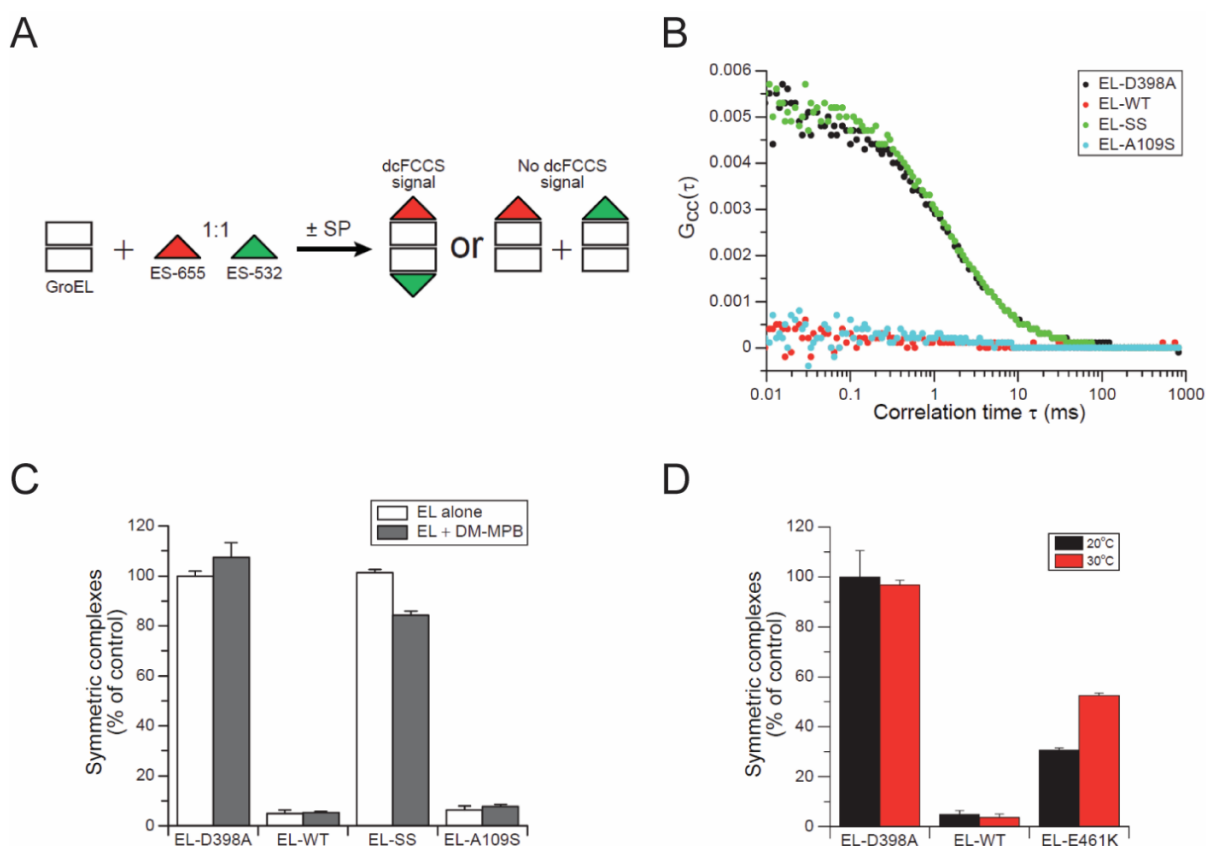 A
dcFCCS
signal
No dcFCCS
signal
1:1
± SP
+
or
+
GroEL
ES-655
ES-532
B
0.006
0.005
0.004
0.003
0.002
0.001
0
G_CC(τ)
EL-D398A
EL-WT
EL-SS
EL-A109S
0.01
0.1
1
10
100
1000
Correlation time τ (ms)
C
EL alone
EL + DM-MPB
120
100
80
60
40
20
0
Symmetric complexes
(% of control)
EL-D398A
EL-WT
EL-SS
EL-A109S
D
20°C
30°C
120
100
80
60
40
20
0
Symmetric complexes
(% of control)
EL-D398A
EL-WT
EL-E461K